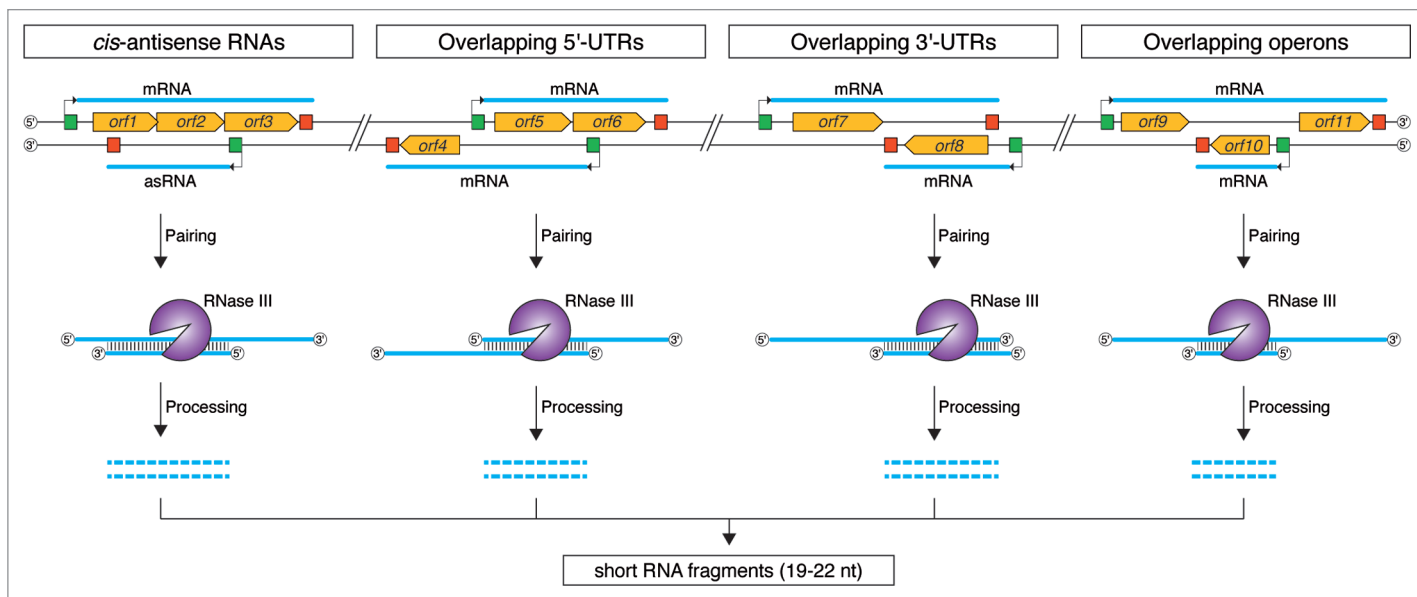 cis-antisense RNAs
Overlapping 5'-UTRs
Overlapping 3'-UTRs
Overlapping operons
mRNA
mRNA
mRNA
mRNA
5' orf1 orf2 orf3 orf5 orf6 orf7 orf9 orf11 3'
3' orf4 orf8 orf10 5'
asRNA
mRNA
mRNA
mRNA
Pairing
Pairing
Pairing
Pairing
RNase III
RNase III
RNase III
RNase III
5' 3' 5' 3' 5' 3' 5' 3'
3' 5' 3' 5' 3' 5' 3' 5'
Processing
Processing
Processing
Processing
short RNA fragments (19-22 nt)